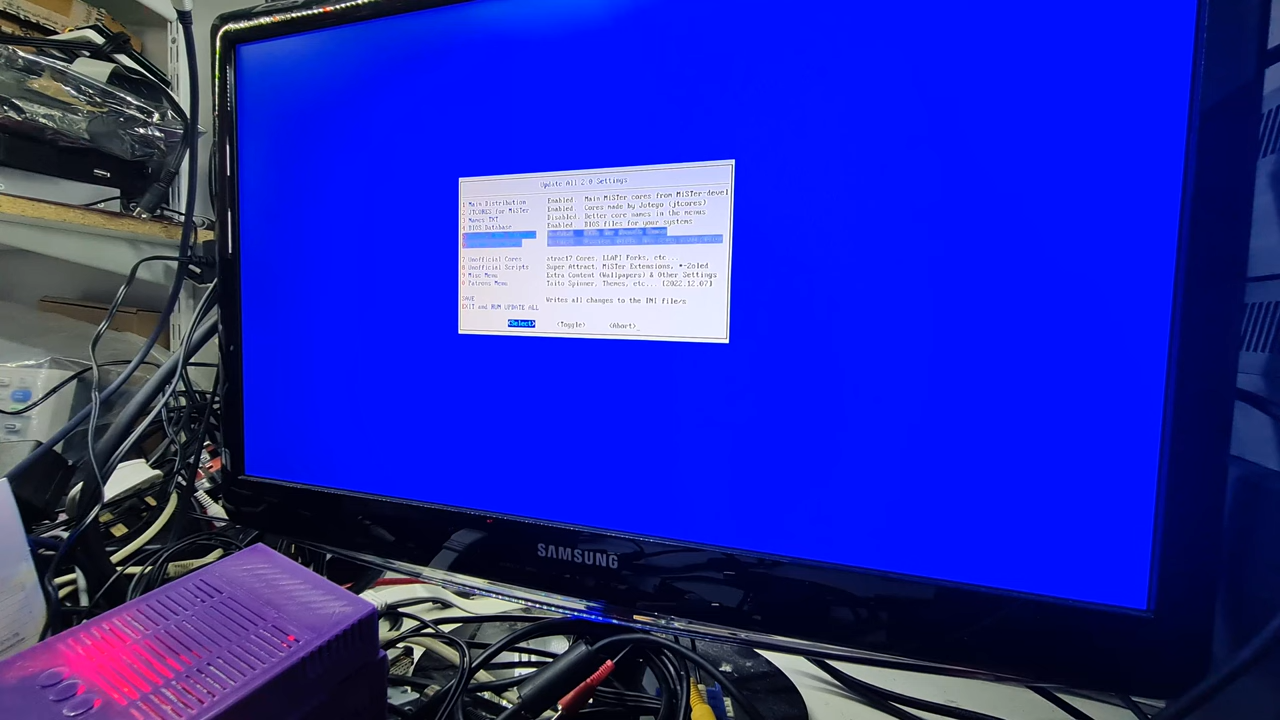 Update All 2.0 Settings
1 Main Distribution Enabled. Main MiSTer cores from MiSTer-devel
2 JTCORES for MiSTer Enabled. Cores made by Jotego (jtcores)
3 Names TXT Disabled. Better core names in the menus
4 BIOS Database Enabled. BIOS files for your systems
7 Unofficial Cores atrac17 Cores, LLAPI Forks, etc...
8 Unofficial Scripts Super Attract, MiSTer Extensions,
9 Misc Menu Extra Content (Wallpapers) & Other Settings
0 Patrons Menu Taito Spinner, Themes, etc... [2022.12.07]
SAVE Writes all changes to the INI file/s
EXIT and RUN UPDATE ALL
<Select> <Toggle> <Abort>
SAMSUNG